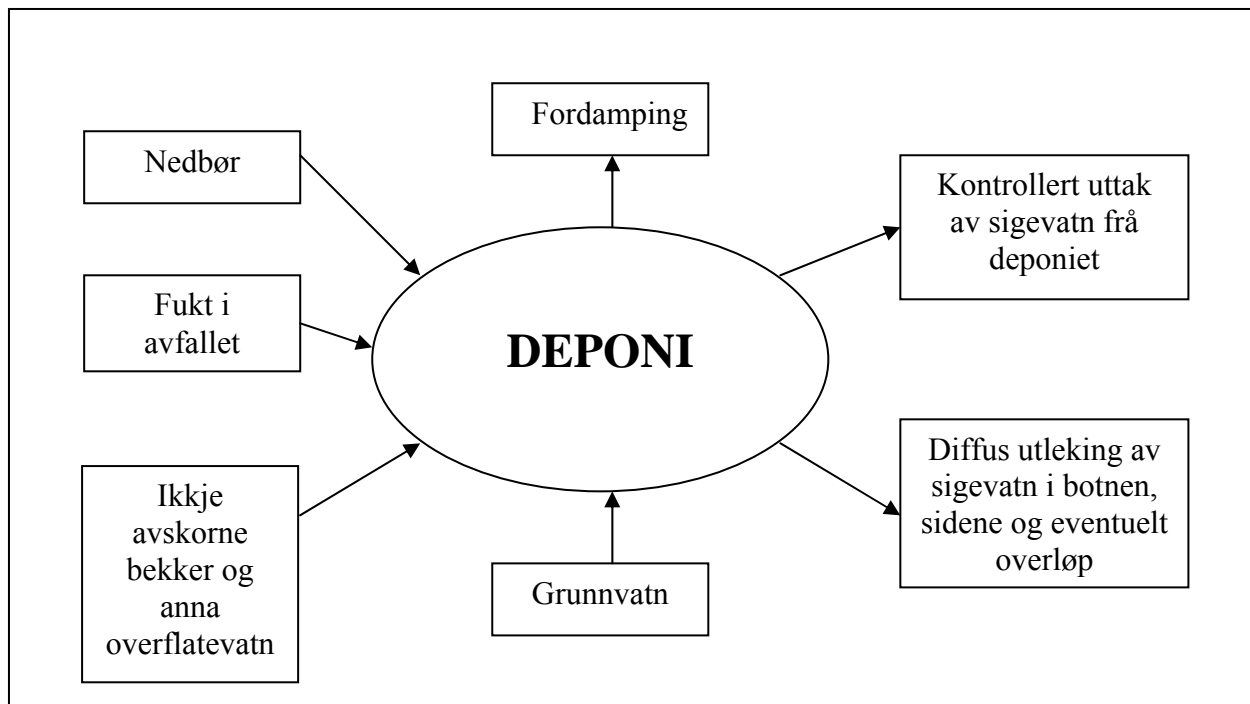 Nedbør
Fukt i
avfallet
Ikkje
avskorne
bekker og
anna
overflatevatn
Fordamping
DEPONI
Grunnvatn
Kontrollert uttak
av sigevatn frå
deponiet
Diffus utleking av
sigevatn i botnen,
sidene og eventuelt
overløp